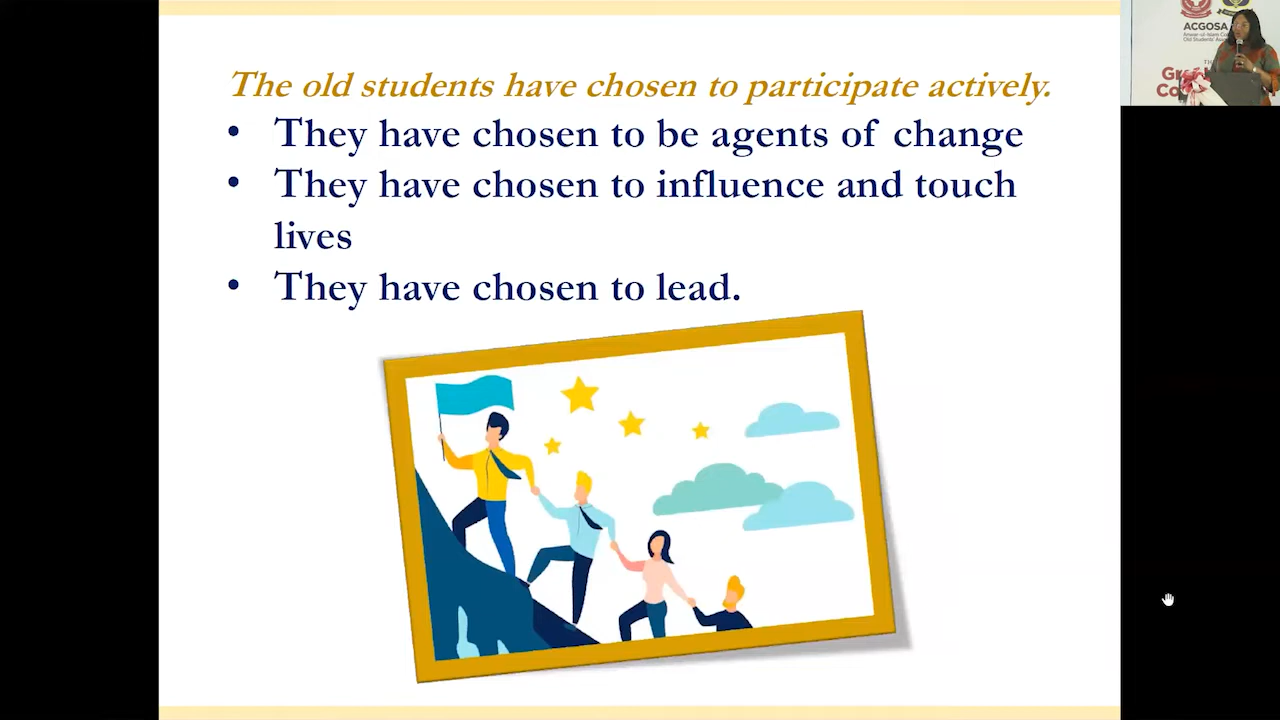 The old students have chosen to participate actively.
• They have chosen to be agents of change
• They have chosen to influence and touch
lives
• They have chosen to lead.
ACGOSA